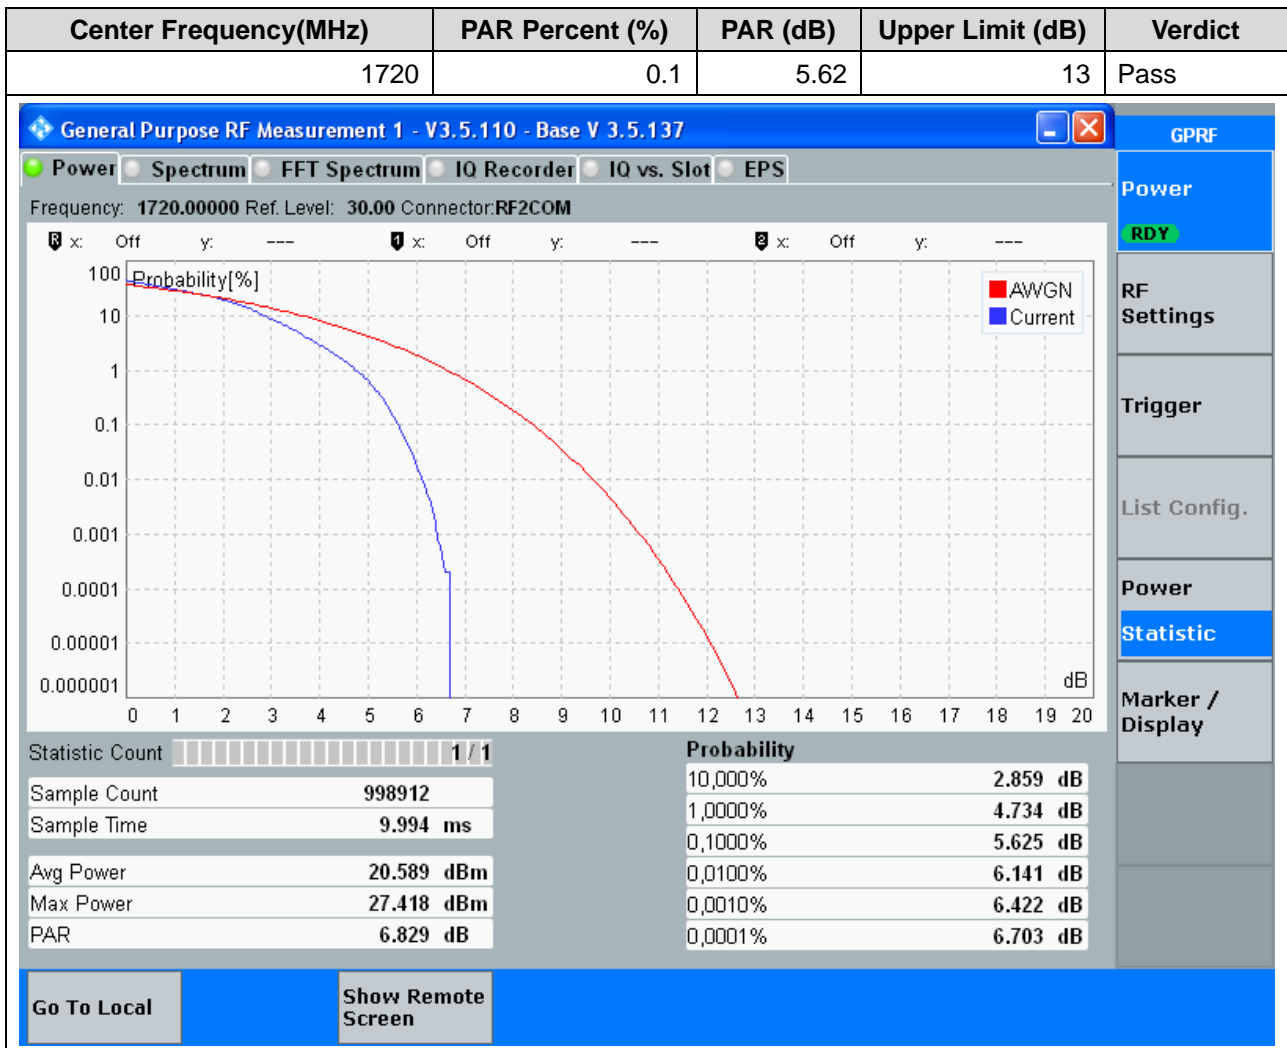 Center Frequency(MHz) PAR Percent (%) PAR (dB) Upper Limit (dB) Verdict
1720 0.1 5.62 13 Pass
General Purpose RF Measurement 1 - V3.5.110 - Base V 3.5.137
GPRF
Power Spectrum FFT Spectrum IQ Recorder IQ vs. Slot EPS
Power
RDY
Frequency: 1720.00000 Ref. Level: 30.00 Connector:RF2COM
R x: Off y: --- 1 x: Off y: --- 2 x: Off y: ---
Probability[%]
AWGN
Current
100
10
1
0.1
0.01
0.001
0.0001
0.00001
0.000001
dB
0 1 2 3 4 5 6 7 8 9 10 11 12 13 14 15 16 17 18 19 20
RF
Settings
Trigger
List Config.
Power
Statistic
Marker /
Display
Statistic Count 1 / 1
Sample Count 998912
Sample Time 9.994 ms
Avg Power 20.589 dBm
Max Power 27.418 dBm
PAR 6.829 dB
Probability
10,000% 2.859 dB
1,0000% 4.734 dB
0,1000% 5.625 dB
0,0100% 6.141 dB
0,0010% 6.422 dB
0,0001% 6.703 dB
Go To Local
Show Remote
Screen